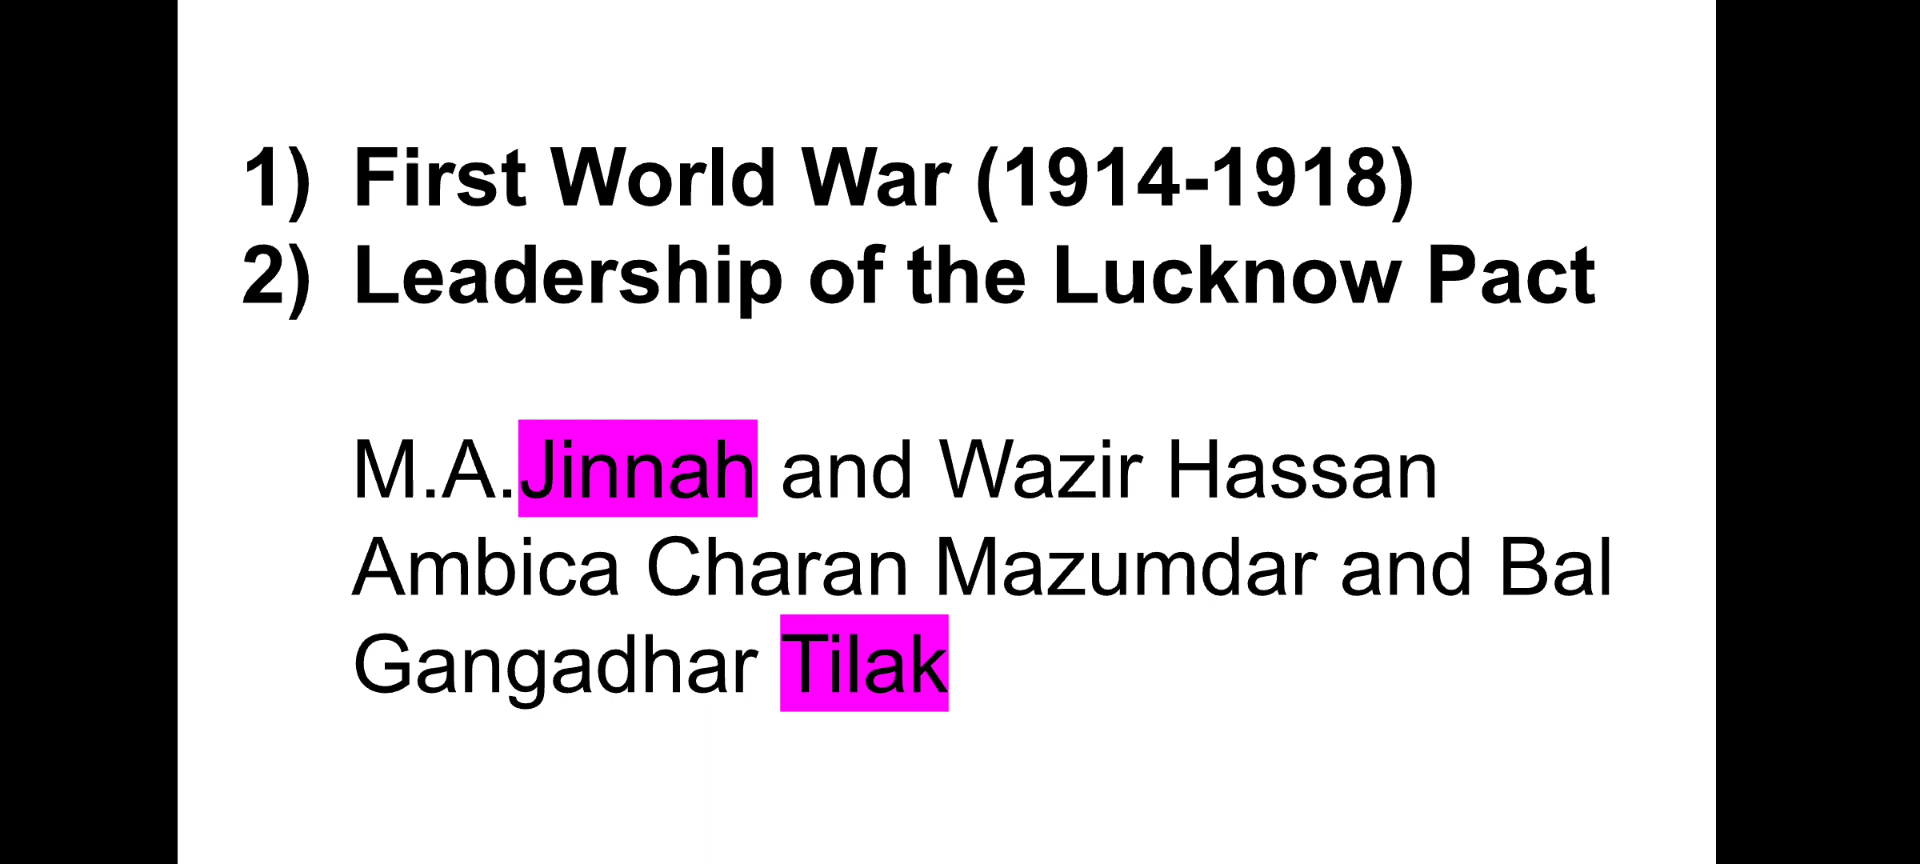 1) First World War (1914-1918)
2) Leadership of the Lucknow Pact
M.A.Jinnah and Wazir Hassan
Ambica Charan Mazumdar and Bal
Gangadhar Tilak